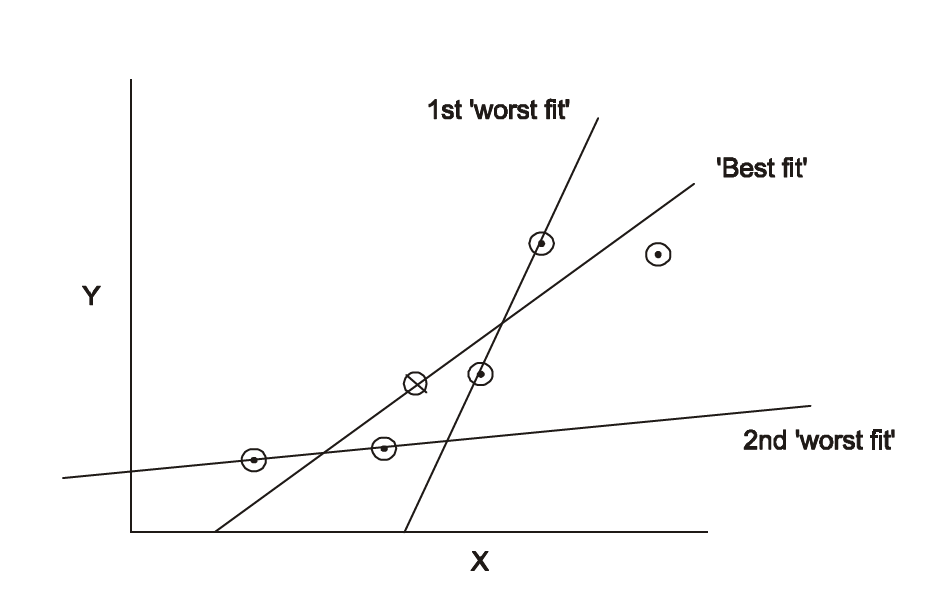 1st 'worst fit'
'Best fit'
Y
2nd 'worst fit'
X